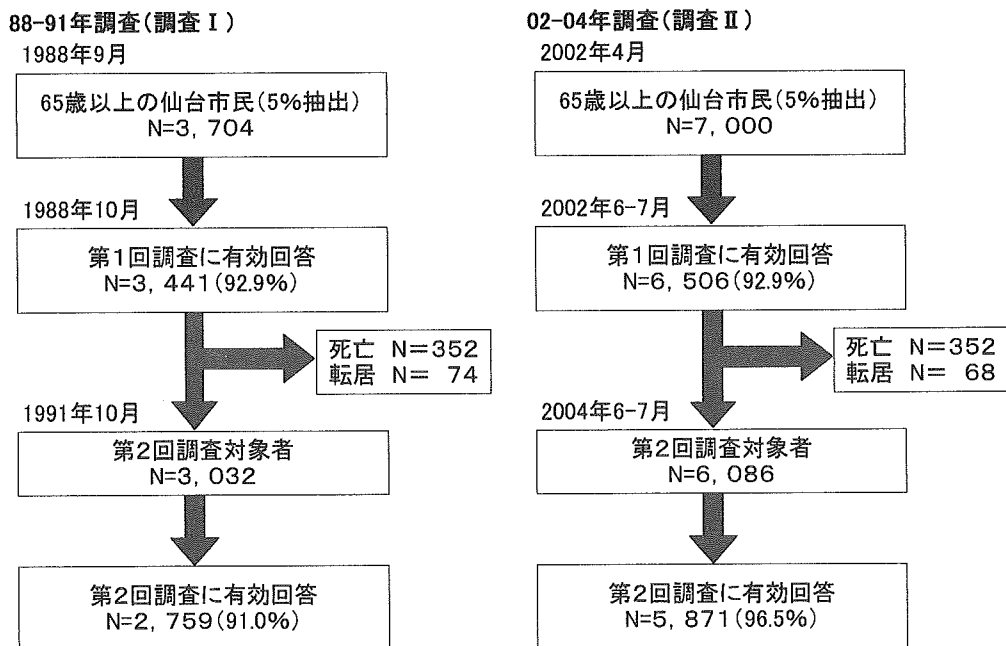 88-91年調査(調査Ⅰ)
1988年9月
65歳以上の仙台市民(5%抽出)
N=3, 704
1988年10月
第1回調査に有効回答
N=3, 441(92.9%)
死亡 N=352
転居 N= 74
1991年10月
第2回調査対象者
N=3, 032
第2回調査に有効回答
N=2, 759(91.0%)
02-04年調査(調査Ⅱ)
2002年4月
65歳以上の仙台市民(5%抽出)
N=7, 000
2002年6-7月
第1回調査に有効回答
N=6, 506(92.9%)
死亡 N=352
転居 N= 68
2004年6-7月
第2回調査対象者
N=6, 086
第2回調査に有効回答
N=5, 871(96.5%)